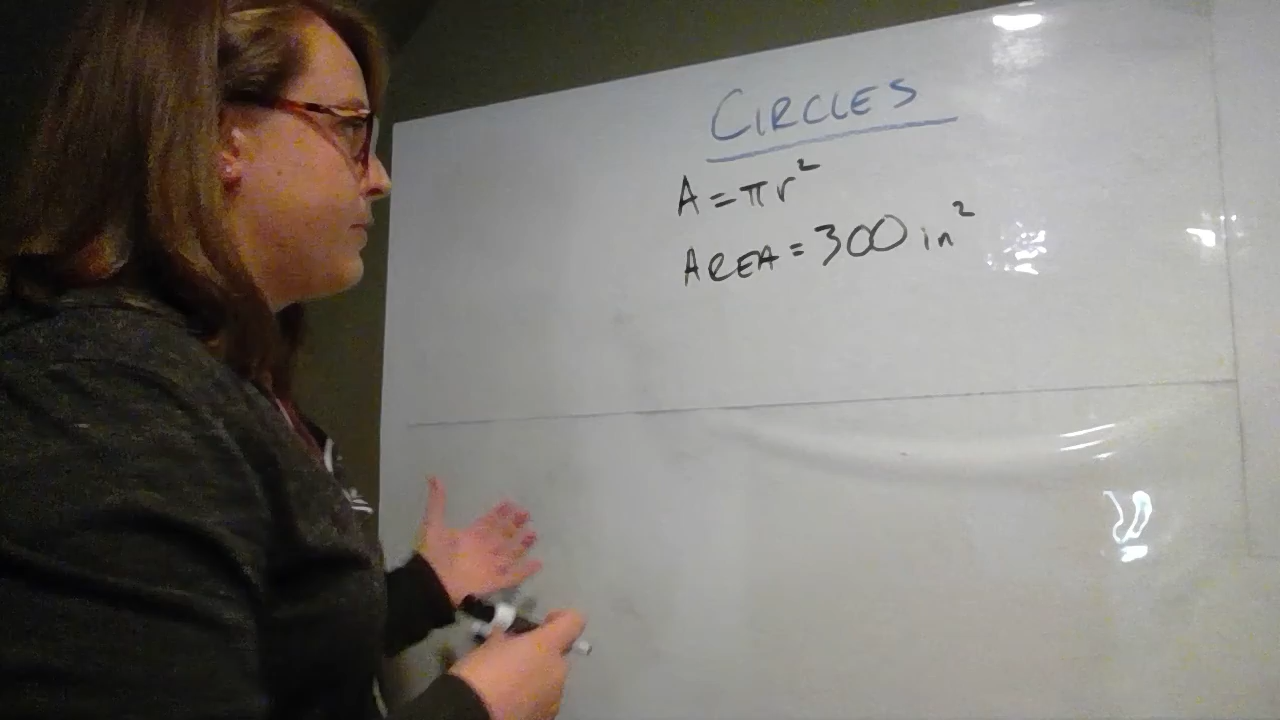 CIRCLES
A = πr²
AREA = 300 in²